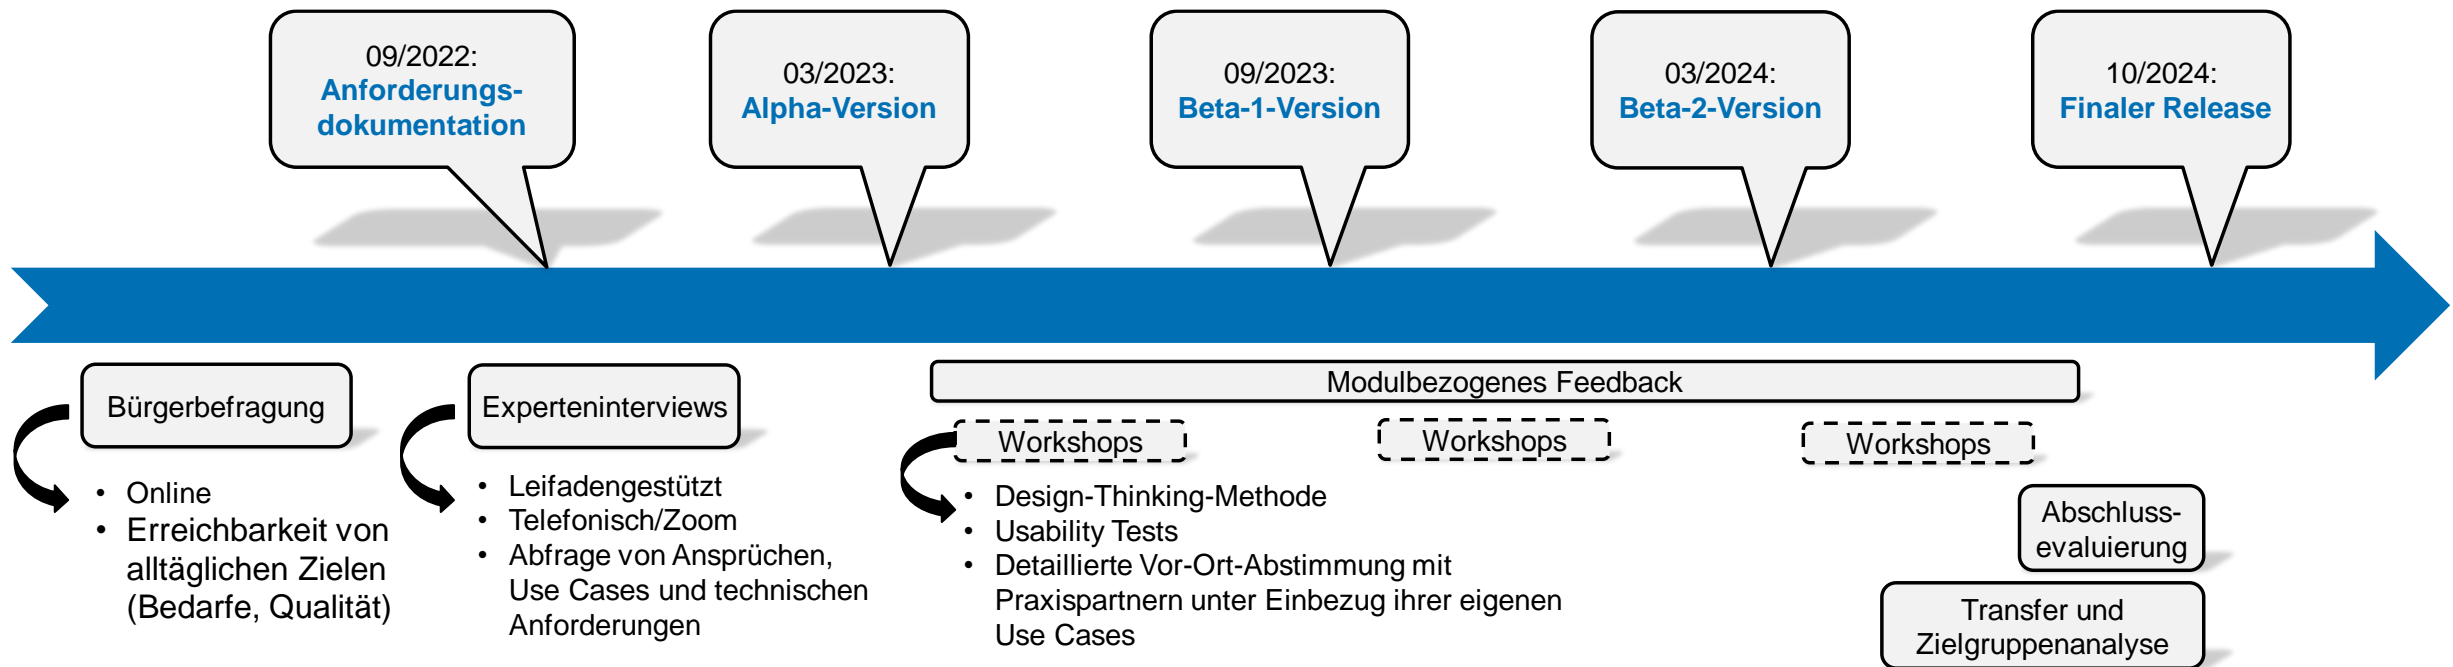 09/2022:
Anforderungs-
dokumentation
03/2023:
Alpha-Version
09/2023:
Beta-1-Version
03/2024:
Beta-2-Version
10/2024:
Finaler Release
Bürgerbefragung
• Online
• Erreichbarkeit von
alltäglichen Zielen
(Bedarfe, Qualität)
Experteninterviews
• Leifadengestützt
• Telefonisch/Zoom
• Abfrage von Ansprüchen,
Use Cases und technischen
Anforderungen
Modulbezogenes Feedback
Workshops
Workshops
Workshops
• Design-Thinking-Methode
• Usability Tests
• Detaillierte Vor-Ort-Abstimmung mit
Praxispartnern unter Einbezug ihrer eigenen
Use Cases
Abschluss-
evaluierung
Transfer und
Zielgruppenanalyse